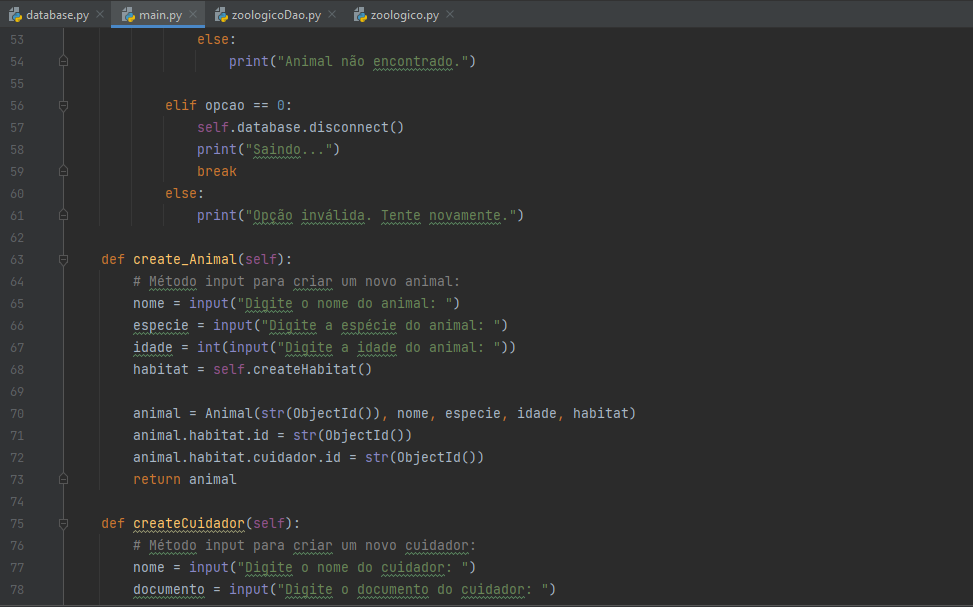 database.py × main.py × zoologicoDao.py × zoologico.py ×
53 else:
54 print("Animal não encontrado.")
55
56 elif opcao == 0:
57 self.database.disconnect()
58 print("Saindo...")
59 break
60 else:
61 print("Opção inválida. Tente novamente.")
62
63 def create_Animal(self):
64 # Método input para criar um novo animal:
65 nome = input("Digite o nome do animal: ")
66 especie = input("Digite a espécie do animal: ")
67 idade = int(input("Digite a idade do animal: "))
68 habitat = self.createHabitat()
69
70 animal = Animal(str(ObjectId()), nome, especie, idade, habitat)
71 animal.habitat.id = str(ObjectId())
72 animal.habitat.cuidador.id = str(ObjectId())
73 return animal
74
75 def createCuidador(self):
76 # Método input para criar um novo cuidador:
77 nome = input("Digite o nome do cuidador: ")
78 documento = input("Digite o documento do cuidador: ")